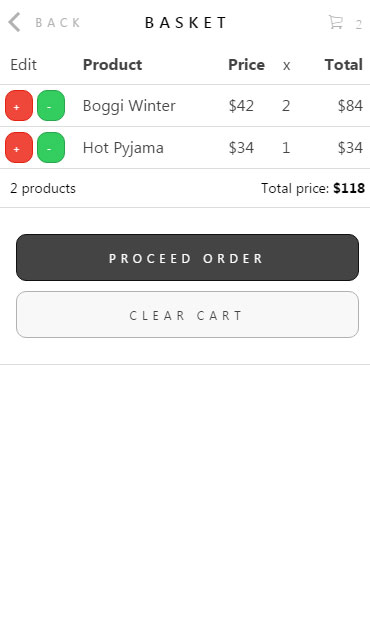 BACK BASKET 2
Edit Product Price x Total
+ - Boggi Winter $42 2 $84
+ - Hot Pyjama $34 1 $34
2 products Total price: $118
PROCEED ORDER
CLEAR CART